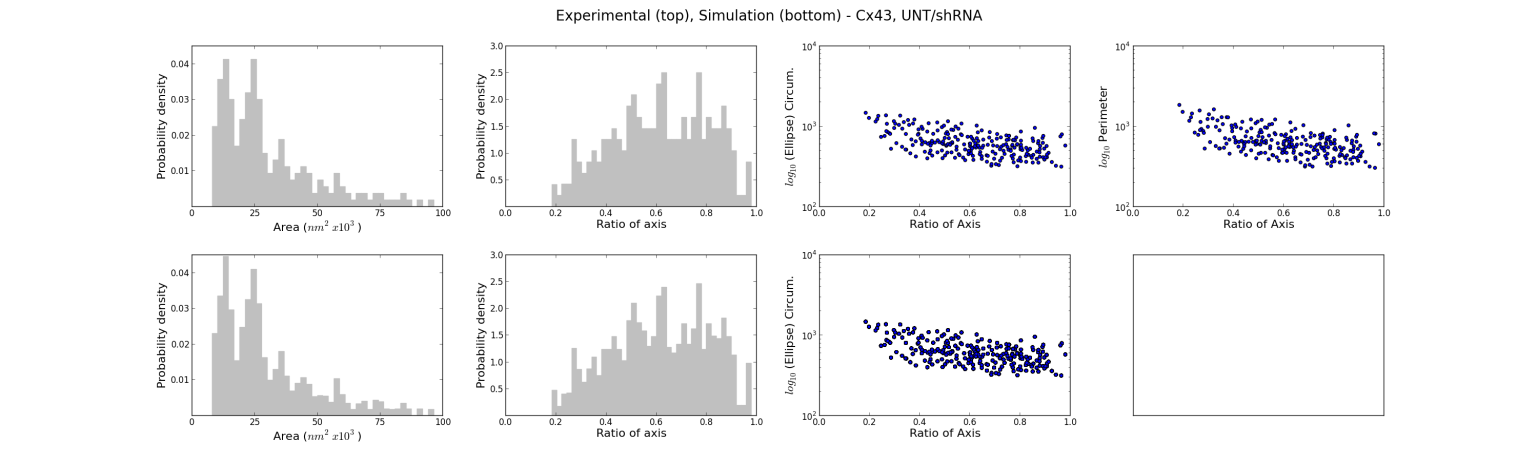 Experimental (top), Simulation (bottom) - Cx43, UNT/shRNA
Probability density
0.04
0.03
0.02
0.01
0 25 50 75 100
Area (nm² x10³)
Probability density
3.0
2.5
2.0
1.5
1.0
0.5
0.0 0.2 0.4 0.6 0.8 1.0
Ratio of axis
log₁₀ (Ellipse) Circum.
10⁴
10³
10²
0.0 0.2 0.4 0.6 0.8 1.0
Ratio of Axis
log₁₀ Perimeter
10⁴
10³
10²
0.0 0.2 0.4 0.6 0.8 1.0
Ratio of Axis
Probability density
0.04
0.03
0.02
0.01
0 25 50 75 100
Area (nm² x10³)
Probability density
3.0
2.5
2.0
1.5
1.0
0.5
0.0
0.0 0.2 0.4 0.6 0.8 1.0
Ratio of axis
log₁₀ (Ellipse) Circum.
10⁴
10³
10²
0.0 0.2 0.4 0.6 0.8 1.0
Ratio of Axis